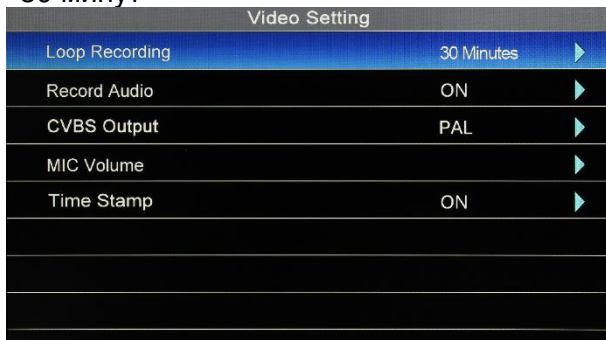 Video Setting
Loop Recording 30 Minutes
Record Audio ON
CVBS Output PAL
MIC Volume
Time Stamp ON